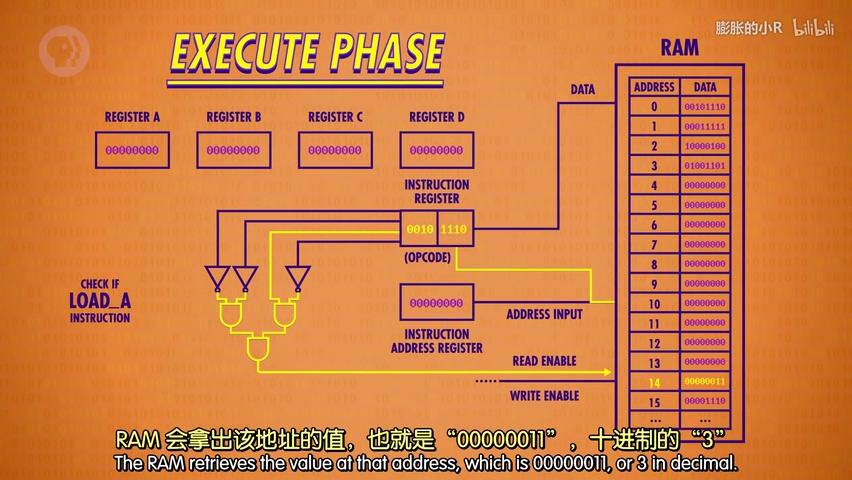 膨胀的小R bilibili
EXECUTE PHASE
RAM
DATA
ADDRESS DATA
0 00101110
1 00011111
2 10000100
3 01001101
4 00000000
5 00000000
6 00000000
7 00000000
8 00000000
9 00000000
10 00000000
11 00000000
12 00000000
13 00000000
14 00000011
15 00001110
... ...
REGISTER A
00000000
REGISTER B
00000000
REGISTER C
00000000
REGISTER D
00000000
INSTRUCTION
REGISTER
0010 1110
(OPCODE)
CHECK IF
LOAD_A
INSTRUCTION
00000000
INSTRUCTION
ADDRESS REGISTER
ADDRESS INPUT
READ ENABLE
WRITE ENABLE
RAM 会拿出该地址的值，也就是“00000011”，十进制的“3”
The RAM retrieves the value at that address, which is 00000011, or 3 in decimal.